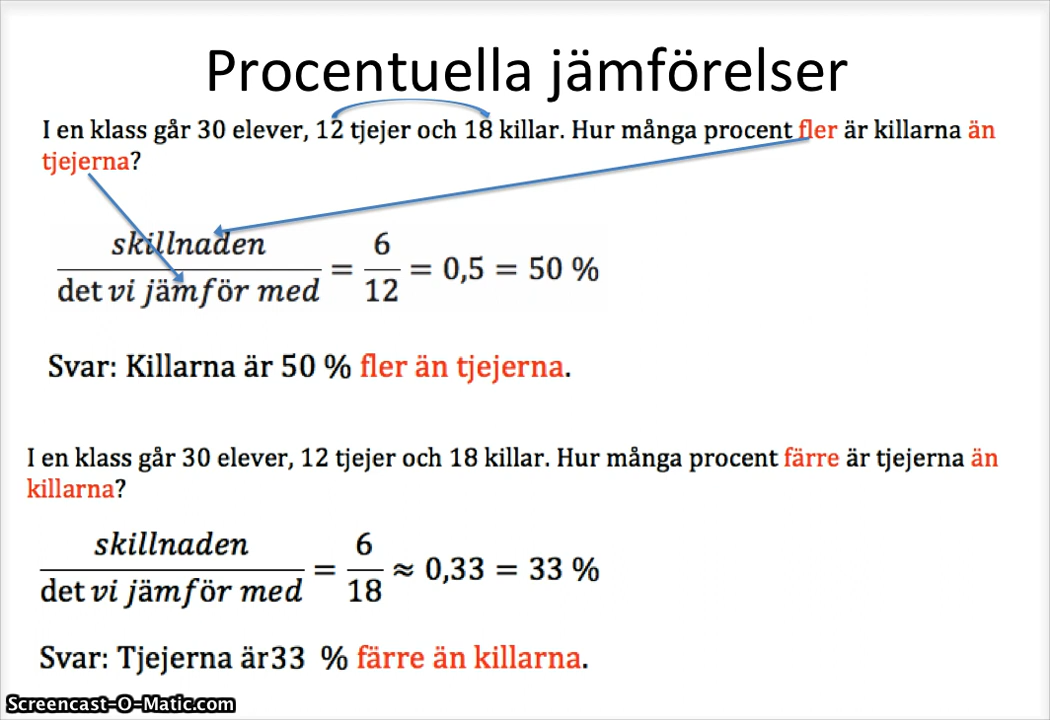 Procentuella jämförelser
I en klass går 30 elever, 12 tjejer och 18 killar. Hur många procent fler är killarna än
tjejerna?
skillnaden
det vi jämför med
= 6/12 = 0,5 = 50 %
Svar: Killarna är 50 % fler än tjejerna.
I en klass går 30 elever, 12 tjejer och 18 killar. Hur många procent färre är tjejerna än
killarna?
skillnaden
det vi jämför med
= 6/18 ≈ 0,33 = 33 %
Svar: Tjejerna är33 % färre än killarna.
Screencast-O-Matic.com